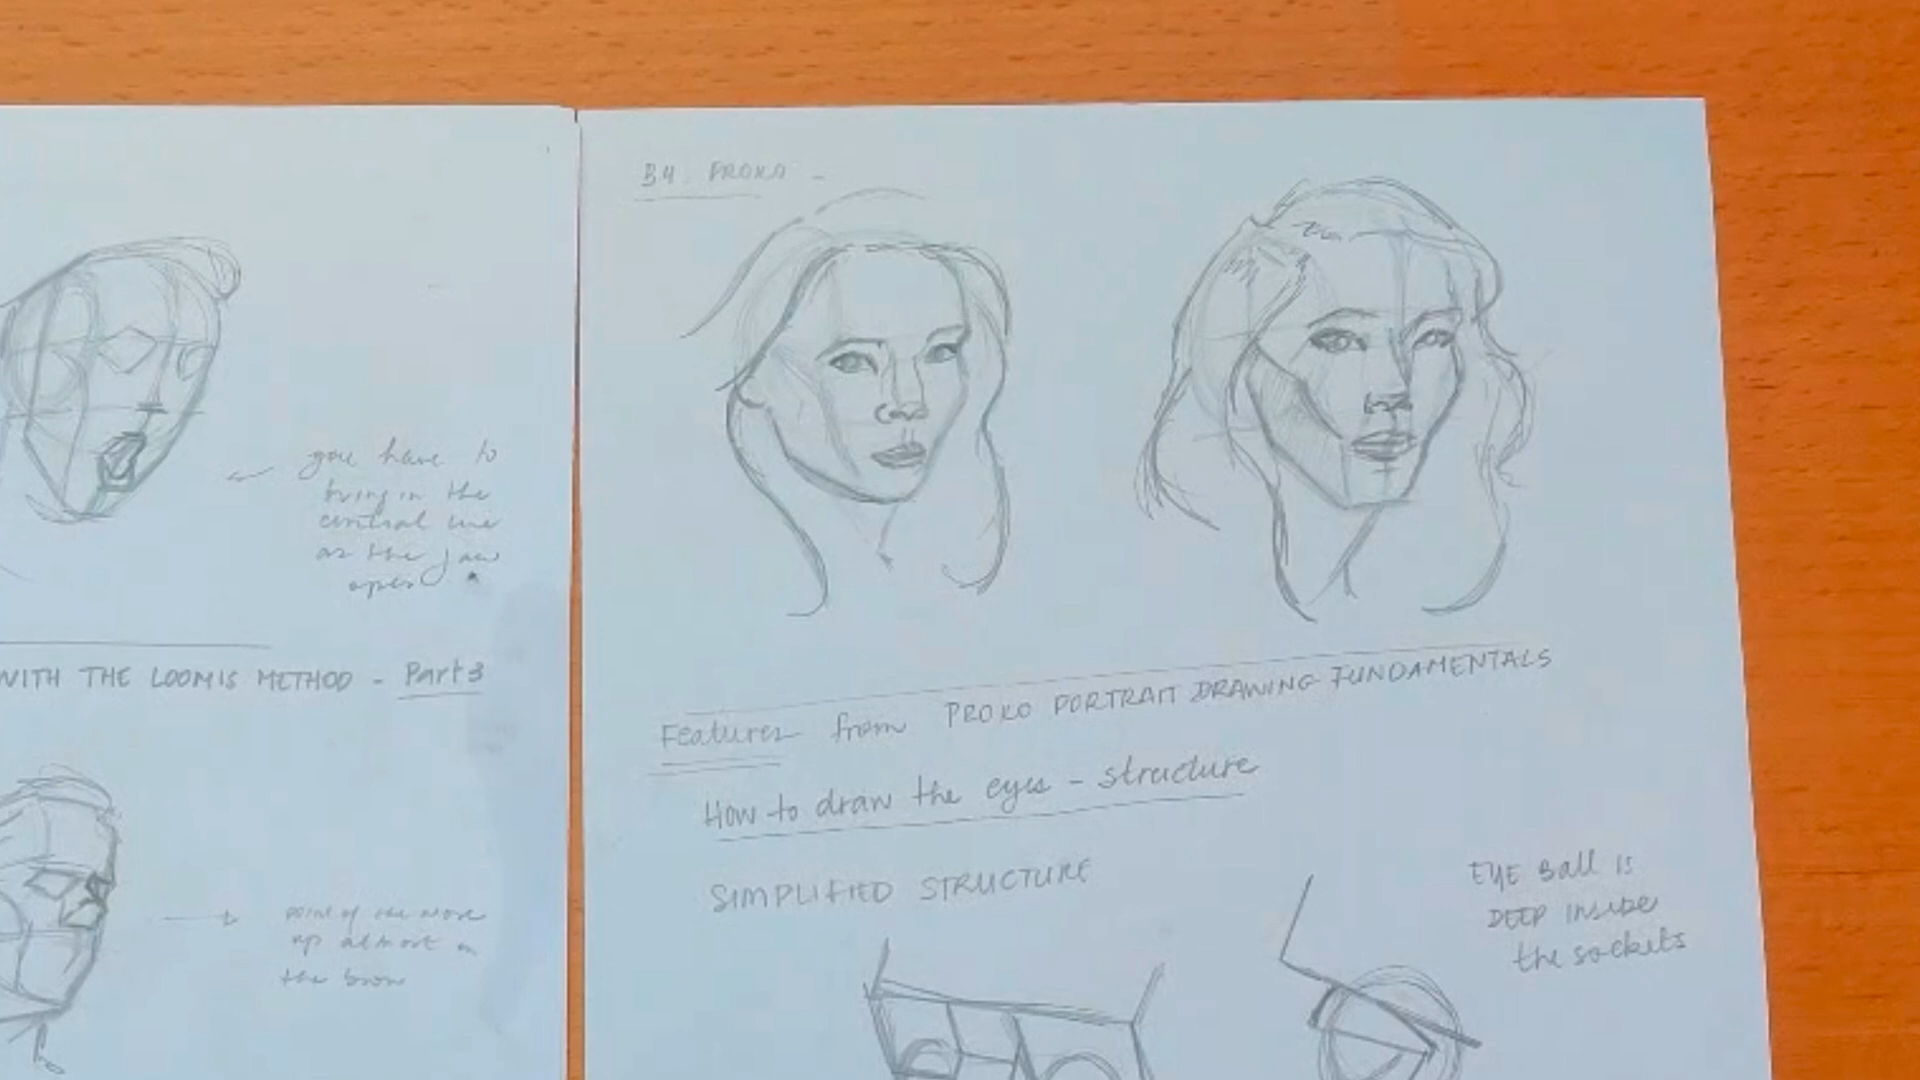 you have to
bring in the
central line
as the jaw
opens
WITH THE LOOMIS METHOD - Part 3
point of the nose
up almost on
the brow
B4 PROKO -
Features from PROKO PORTRAIT DRAWING FUNDAMENTALS
How to draw the eyes - structure
SIMPLIFIED STRUCTURE
EYE Ball is
DEEP inside
the sockets